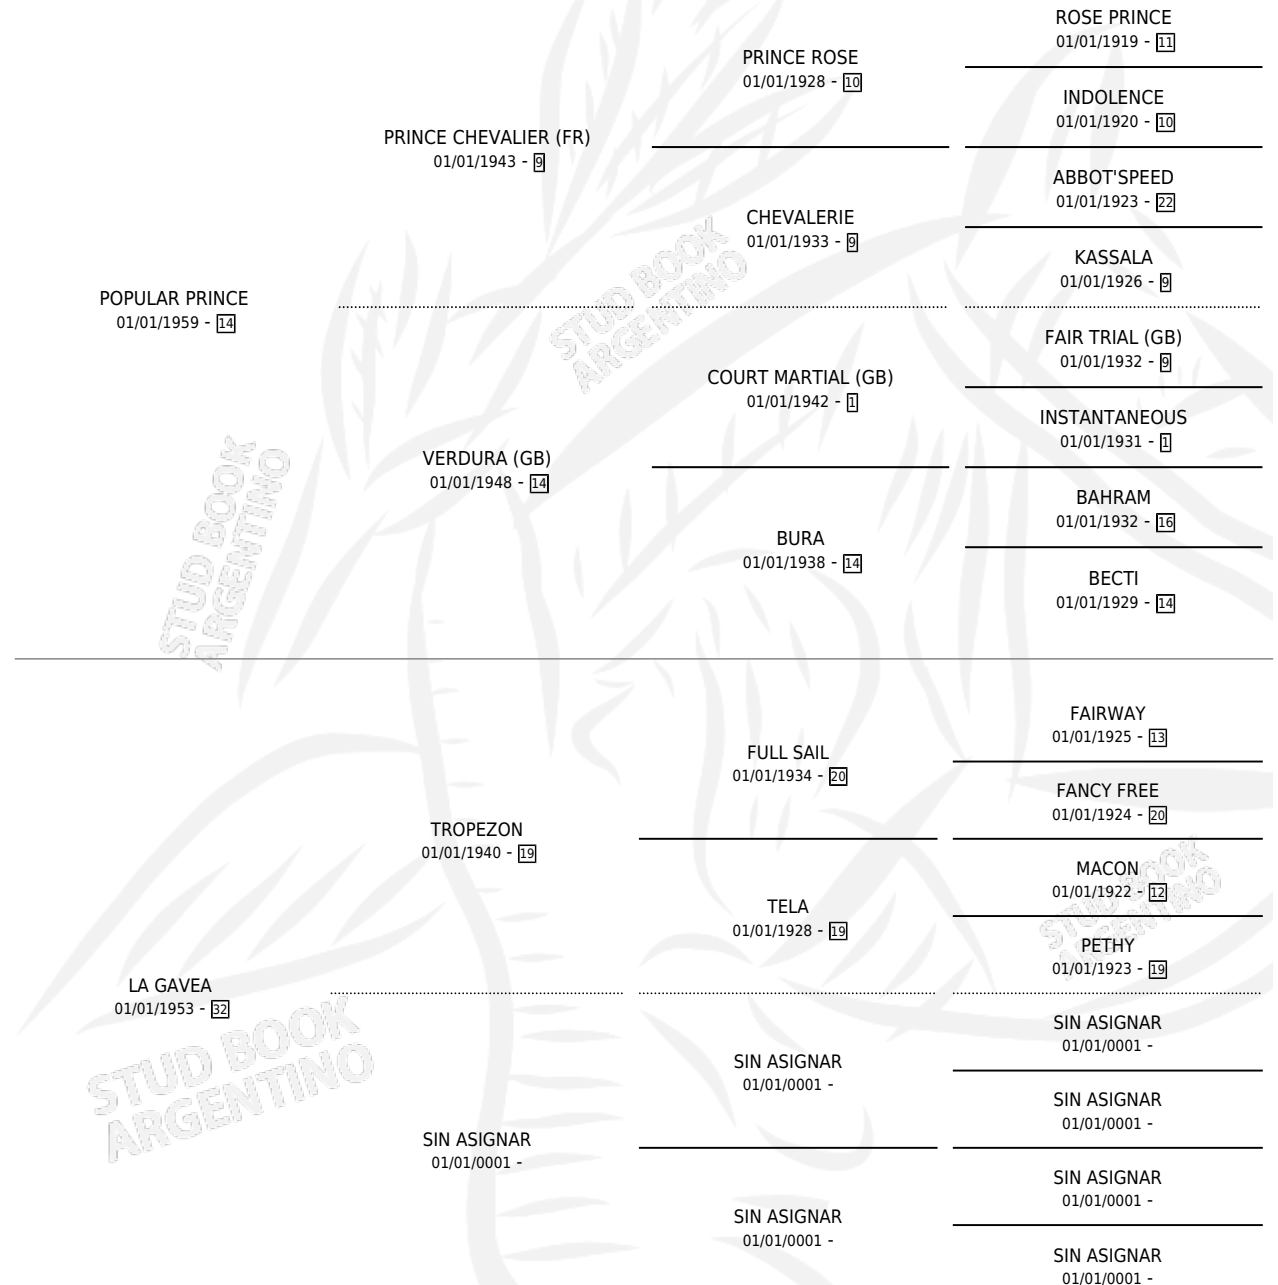 ROSE PRINCE
01/01/1919 - 11
PRINCE ROSE
01/01/1928 - 10
INDOLENCE
01/01/1920 - 10
PRINCE CHEVALIER (FR)
01/01/1943 - 9
ABBOT'SPEED
01/01/1923 - 22
CHEVALERIE
01/01/1933 - 9
KASSALA
01/01/1926 - 9
POPULAR PRINCE
01/01/1959 - 14
FAIR TRIAL (GB)
01/01/1932 - 9
COURT MARTIAL (GB)
01/01/1942 - 1
INSTANTANEOUS
01/01/1931 - 1
VERDURA (GB)
01/01/1948 - 14
BAHRAM
01/01/1932 - 16
BURA
01/01/1938 - 14
BECTI
01/01/1929 - 14
STUD BOOK
ARGENTINO
STUD BOOK
ARGENTINO
FAIRWAY
01/01/1925 - 13
FULL SAIL
01/01/1934 - 20
FANCY FREE
01/01/1924 - 20
TROPEZON
01/01/1940 - 19
MACON
01/01/1922 - 12
TELA
01/01/1928 - 19
PETHY
01/01/1923 - 19
STUD BOOK
ARGENTINO
LA GAVEA
01/01/1953 - 32
SIN ASIGNAR
01/01/0001 -
SIN ASIGNAR
01/01/0001 -
SIN ASIGNAR
01/01/0001 -
SIN ASIGNAR
01/01/0001 -
SIN ASIGNAR
01/01/0001 -
SIN ASIGNAR
01/01/0001 -
SIN ASIGNAR
01/01/0001 -
STUD BOOK
ARGENTINO